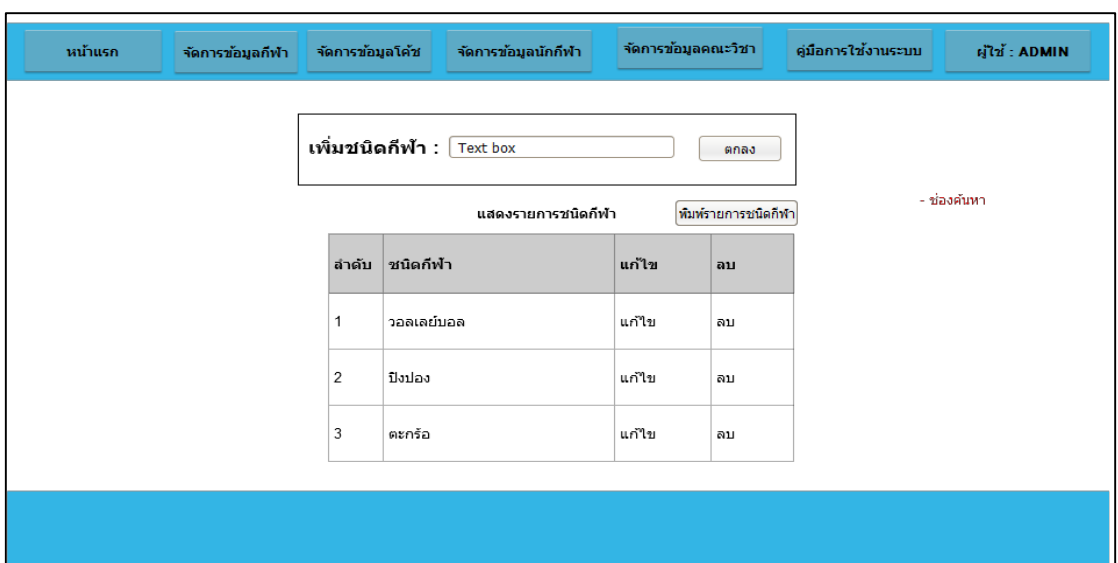 หน้าแรก จัดการข้อมูลกีฬา จัดการข้อมูลโค้ช จัดการข้อมูลนักกีฬา จัดการข้อมูลคณะวิชา คู่มือการใช้งานระบบ ผู้ใช้ : ADMIN
เพิ่มชนิดกีฬา : Text box ตกลง
- ช่องค้นหา
แสดงรายการชนิดกีฬา พิมพ์รายการชนิดกีฬา
ลำดับ ชนิดกีฬา แก้ไข ลบ
1 วอลเลย์บอล แก้ไข ลบ
2 ปิงปอง แก้ไข ลบ
3 ตะกร้อ แก้ไข ลบ